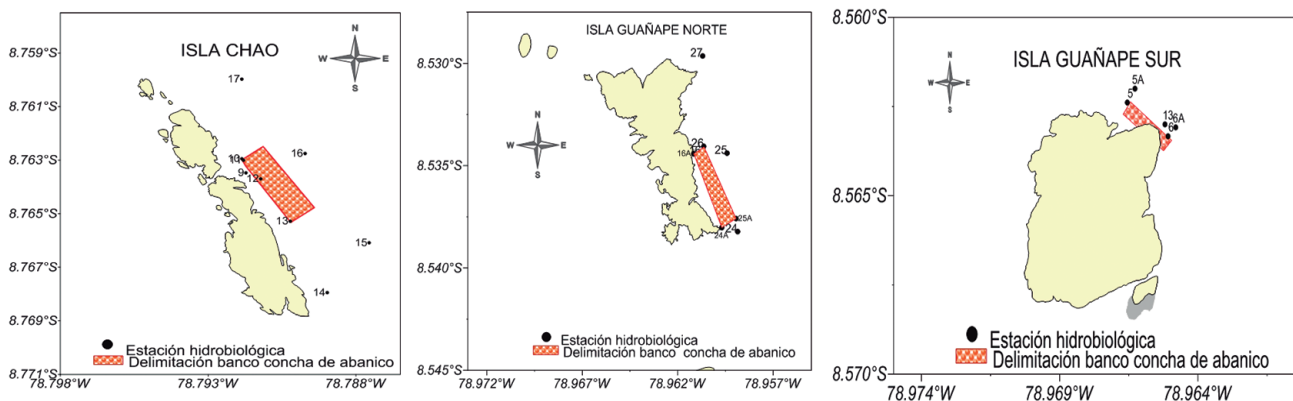 ISLA CHAO
N
W E
S
8.759°S
8.761°S
8.763°S
8.765°S
8.767°S
8.769°S
8.771°S
17
16
10
9
12
13
15
14
Estación hidrobiológica
Delimitación banco concha de abanico
78.798°W
78.793°W
78.788°W
ISLA GUAÑAPE NORTE
N
W E
S
8.530°S
8.535°S
8.540°S
8.545°S
27
26
16A
25
25A
24
24A
Estación hidrobiológica
Delimitación banco concha de abanico
78.972°W
78.967°W
78.962°W
78.957°W
8.560°S
ISLA GUAÑAPE SUR
N
W E
S
5A
5
13
6A
6
8.565°S
8.570°S
Estación hidrobiológica
Delimitación banco concha de abanico
78.974°W
78.969°W
78.964°W